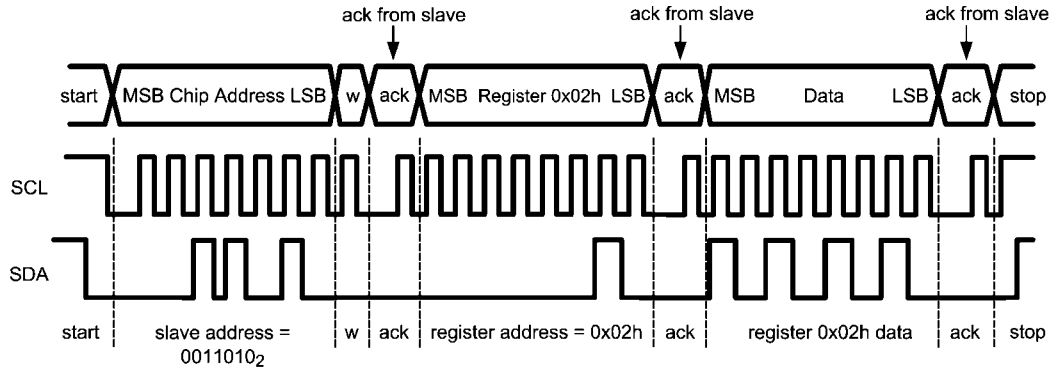 ack from slave ack from slave ack from slave
start MSB Chip Address LSB w ack MSB Register 0x02h LSB ack MSB Data LSB ack stop
SCL
SDA
start slave address = w ack register address = 0x02h ack register 0x02h data ack stop
0011010₂